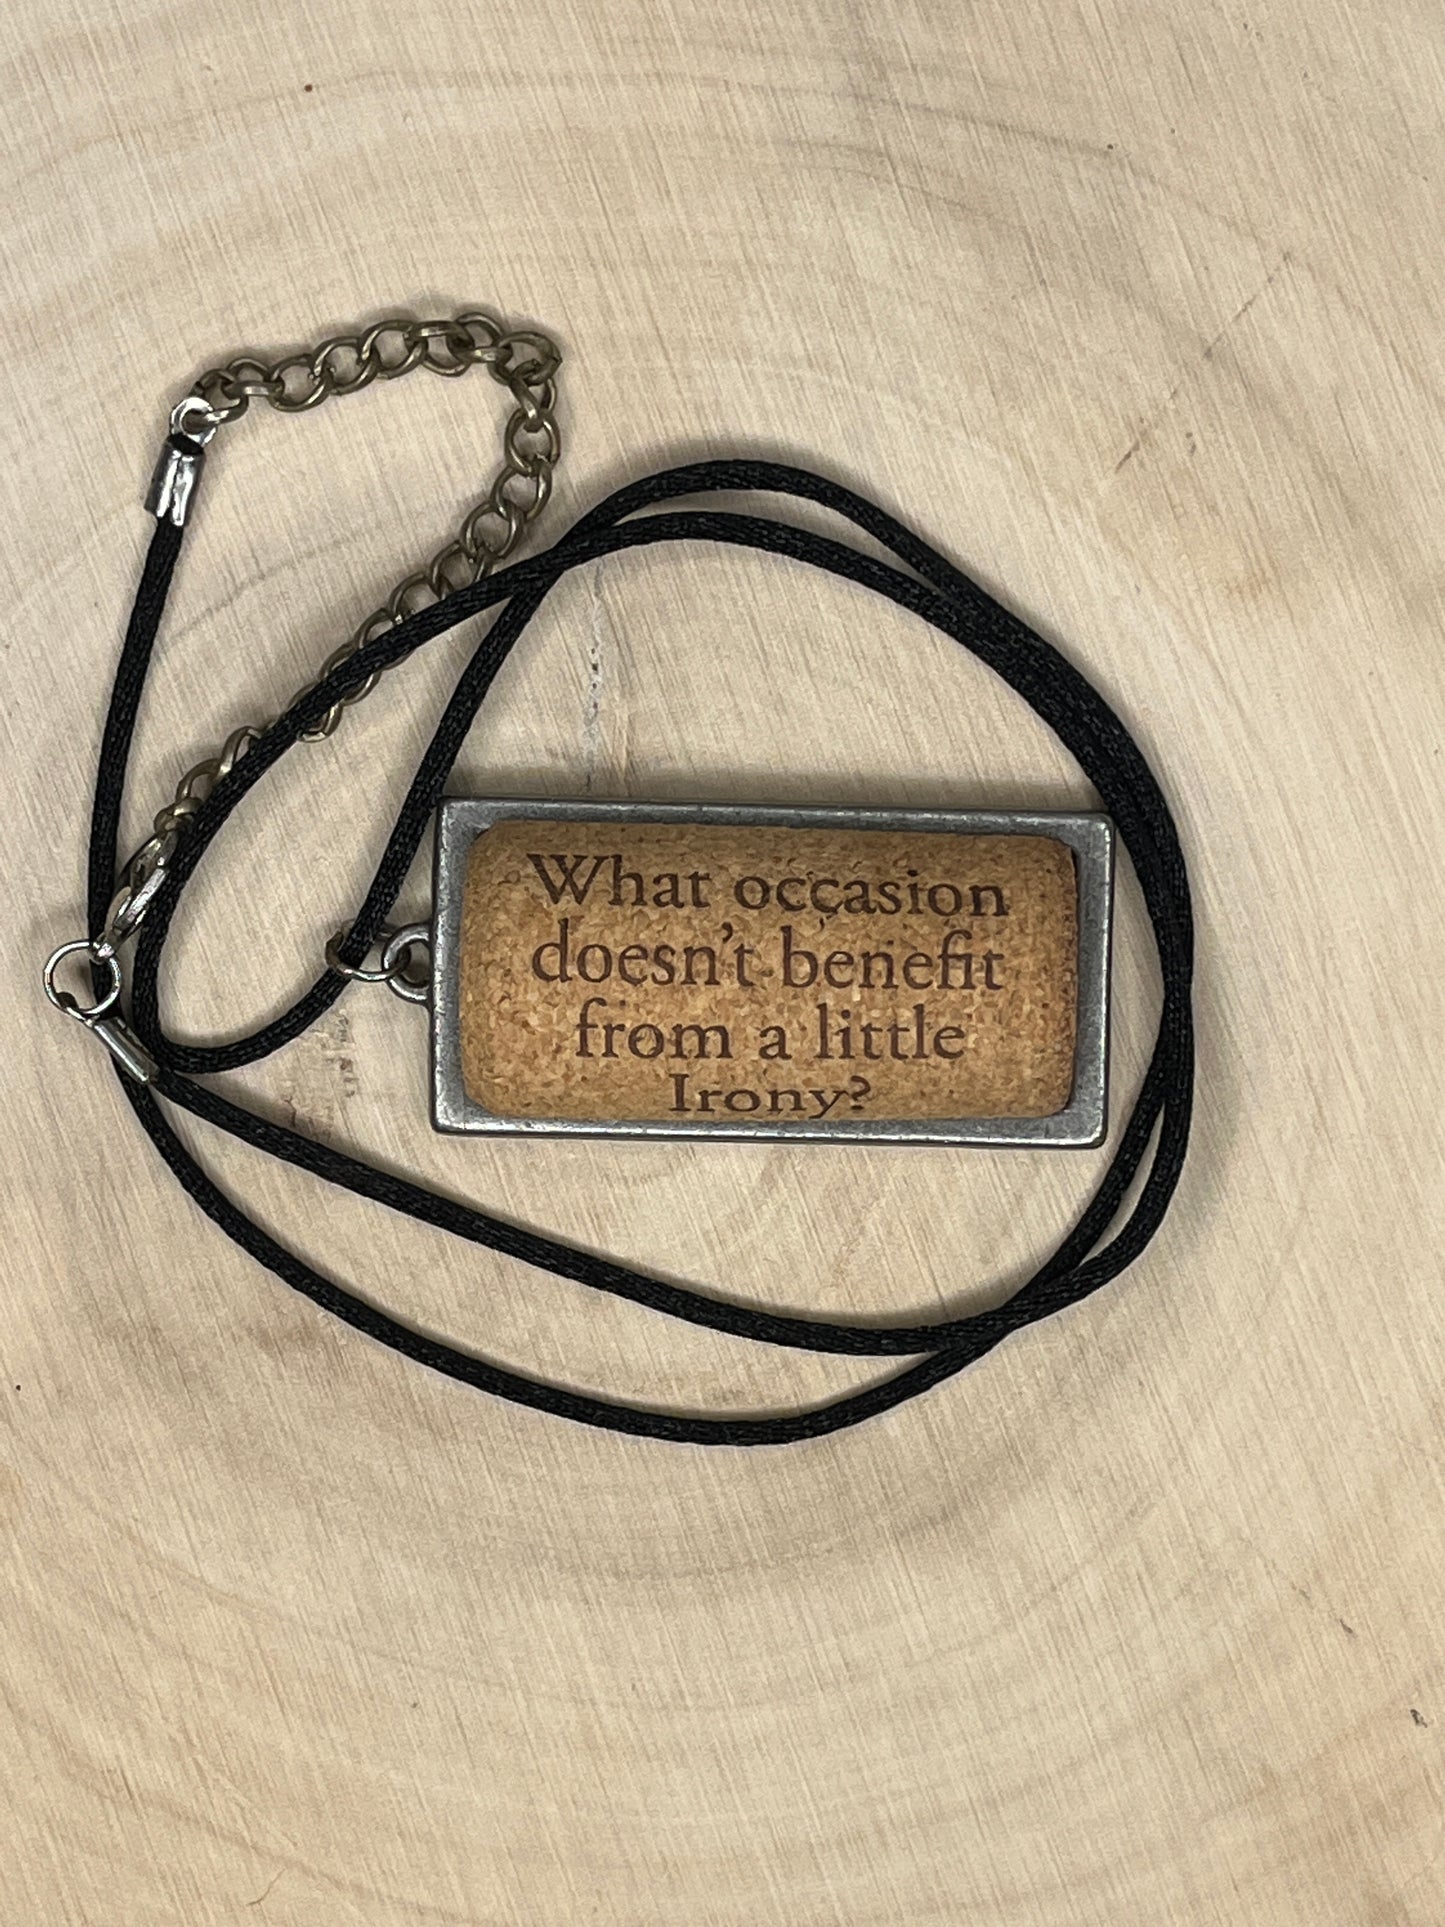 What occasion
doesn't benefit
from a little
Irony?